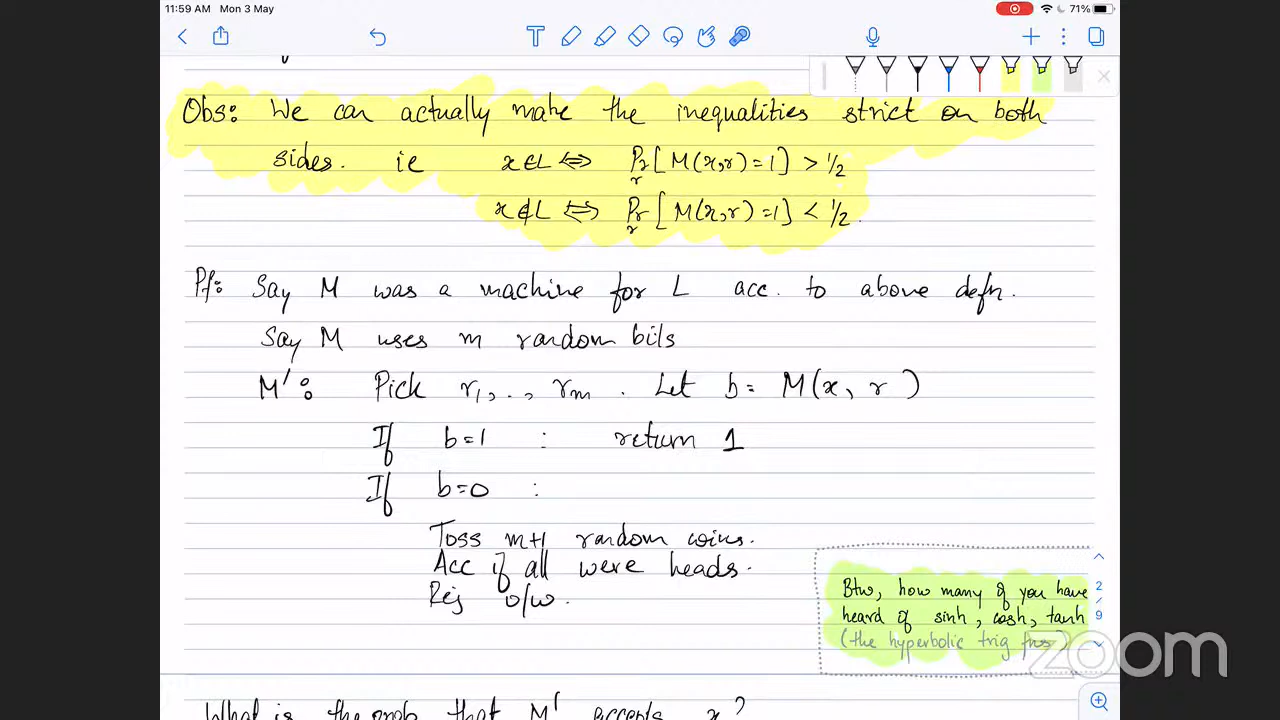 11:59 AM Mon 3 May
71%
Obs: We can actually make the inequalities strict on both
sides. ie x∈L ⟺ Pr_r [M(x,r)=1] > 1/2
x∉L ⟺ Pr_r [M(x,r)=1] < 1/2.
Pf: Say M was a machine for L acc. to above defn.
Say M uses m random bits
M': Pick r1,..,rm. Let b= M(x, r)
If b=1 : return 1
If b=0 :
Toss m+1 random coins.
Acc if all were heads.
Rej o/w.
Btw, how many of you have
heard of sinh, cosh, tanh
(the hyperbolic trig fns)
2
/
9
zoom
What is the prob that M' accepts x?